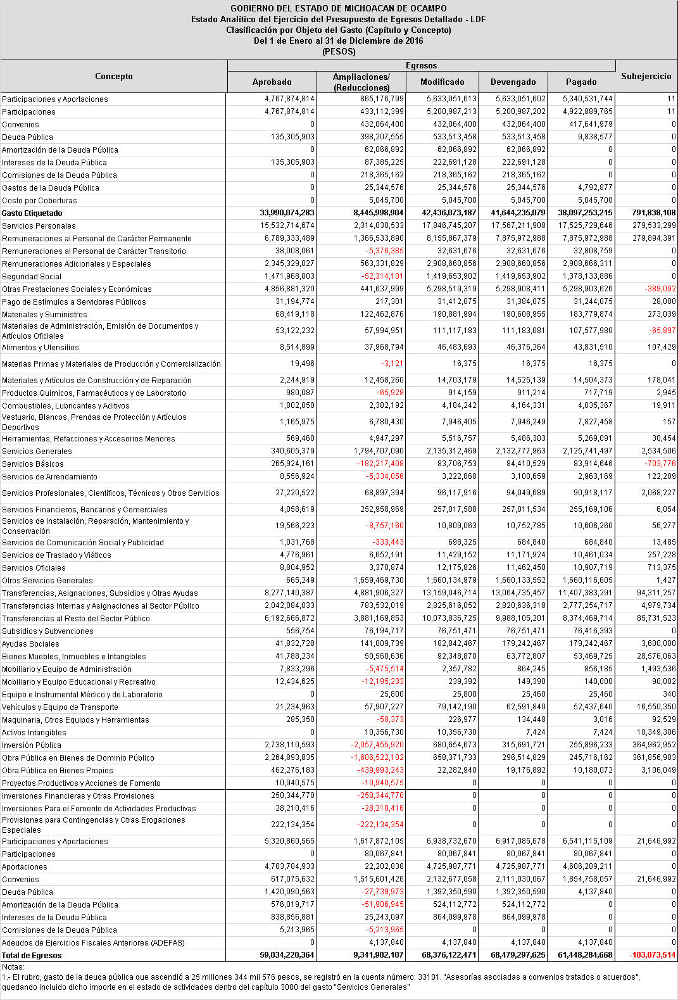 GOBIERNO DEL ESTADO DE MICHOACAN DE OCAMPO
Estado Analítico del Ejercicio del Presupuesto de Egresos Detallado - LDF
Clasificación por Objeto del Gasto (Capítulo y Concepto)
Del 1 de Enero al 31 de Diciembre de 2016
(PESOS)
Concepto Egresos Subejercicio
Aprobado Ampliaciones/ (Reducciones) Modificado Devengado Pagado
Participaciones y Aportaciones 4,767,874,814 865,176,799 5,633,051,613 5,633,051,602 5,340,531,744 11
Participaciones 4,767,874,814 433,112,399 5,200,987,213 5,200,987,202 4,922,889,765 11
Convenios 0 432,064,400 432,064,400 432,064,400 417,641,979 0
Deuda Pública 135,305,903 398,207,555 533,513,458 533,513,458 9,838,577 0
Amortización de la Deuda Pública 0 62,066,892 62,066,892 62,066,892 0 0
Intereses de la Deuda Pública 135,305,903 87,385,225 222,691,128 222,691,128 0 0
Comisiones de la Deuda Pública 0 218,365,162 218,365,162 218,365,162 0 0
Gastos de la Deuda Pública 0 25,344,576 25,344,576 25,344,576 4,792,877 0
Costo por Coberturas 0 5,045,700 5,045,700 5,045,700 5,045,700 0
Gasto Etiquetado 33,990,074,283 8,445,998,904 42,436,073,187 41,644,235,079 38,097,253,215 791,838,108
Servicios Personales 15,532,714,674 2,314,030,533 17,846,745,207 17,567,211,908 17,525,729,646 279,533,299
Remuneraciones al Personal de Carácter Permanente 6,789,333,489 1,366,533,890 8,155,867,379 7,875,972,988 7,875,972,988 279,894,391
Remuneraciones al Personal de Carácter Transitorio 38,008,061 -5,376,385 32,631,676 32,631,676 32,808,759 0
Remuneraciones Adicionales y Especiales 2,345,329,027 563,331,829 2,908,660,856 2,908,660,856 2,908,666,311 0
Seguridad Social 1,471,968,003 -52,314,101 1,419,653,902 1,419,653,902 1,378,133,886 0
Otras Prestaciones Sociales y Económicas 4,856,881,320 441,637,999 5,298,519,319 5,298,908,411 5,298,903,626 -389,092
Pago de Estímulos a Servidores Públicos 31,194,774 217,301 31,412,075 31,384,075 31,244,075 28,000
Materiales y Suministros 68,419,118 122,462,876 190,881,994 190,608,955 183,779,874 273,039
Materiales de Administración, Emisión de Documentos y
Artículos Oficiales 53,122,232 57,994,951 111,117,183 111,183,081 107,577,980 -65,897
Alimentos y Utensilios 8,514,899 37,968,794 46,483,693 46,376,264 43,831,510 107,429
Materias Primas y Materiales de Producción y Comercialización 19,496 -3,121 16,375 16,375 16,375 0
Materiales y Artículos de Construcción y de Reparación 2,244,919 12,458,260 14,703,179 14,525,139 14,504,373 178,041
Productos Químicos, Farmacéuticos y de Laboratorio 980,087 -65,928 914,159 911,214 717,719 2,945
Combustibles, Lubricantes y Aditivos 1,802,050 2,382,192 4,184,242 4,164,331 4,035,367 19,911
Vestuario, Blancos, Prendas de Protección y Artículos
Deportivos 1,165,975 6,780,430 7,946,405 7,946,249 7,827,458 157
Herramientas, Refacciones y Accesorios Menores 569,460 4,947,297 5,516,757 5,486,303 5,269,091 30,454
Servicios Generales 340,605,379 1,794,707,090 2,135,312,469 2,132,777,963 2,125,741,497 2,534,506
Servicios Básicos 265,924,161 -182,217,408 83,706,753 84,410,529 83,914,646 -703,776
Servicios de Arrendamiento 8,556,924 -5,334,056 3,222,868 3,100,659 2,963,169 122,209
Servicios Profesionales, Científicos, Técnicos y Otros Servicios 27,220,522 68,897,394 96,117,916 94,049,689 90,918,117 2,068,227
Servicios Financieros, Bancarios y Comerciales 4,058,619 252,958,969 257,017,588 257,011,534 255,169,106 6,054
Servicios de Instalación, Reparación, Mantenimiento y
Conservación 19,566,223 -8,757,160 10,809,063 10,752,785 10,606,260 56,277
Servicios de Comunicación Social y Publicidad 1,031,768 -333,443 698,325 684,840 684,840 13,485
Servicios de Traslado y Viáticos 4,776,961 6,652,191 11,429,152 11,171,924 10,461,034 257,228
Servicios Oficiales 8,804,952 3,370,874 12,175,826 11,462,450 10,907,719 713,375
Otros Servicios Generales 665,249 1,659,469,730 1,660,134,979 1,660,133,552 1,660,116,605 1,427
Transferencias, Asignaciones, Subsidios y Otras Ayudas 8,277,140,387 4,881,906,327 13,159,046,714 13,064,735,457 11,407,383,291 94,311,257
Transferencias Internas y Asignaciones al Sector Público 2,042,084,033 783,532,019 2,825,616,052 2,820,636,318 2,777,254,717 4,979,734
Transferencias al Resto del Sector Público 6,192,666,872 3,881,169,853 10,073,836,725 9,988,105,201 8,374,469,714 85,731,523
Subsidios y Subvenciones 556,754 76,194,717 76,751,471 76,751,471 76,416,393 0
Ayudas Sociales 41,832,728 141,009,739 182,842,467 179,242,467 179,242,467 3,600,000
Bienes Muebles, Inmuebles e Intangibles 41,788,234 50,560,636 92,348,870 63,772,807 53,469,725 28,576,063
Mobiliario y Equipo de Administración 7,833,296 -5,475,514 2,357,782 864,245 856,185 1,493,536
Mobiliario y Equipo Educacional y Recreativo 12,434,625 -12,195,233 239,392 149,390 140,000 90,002
Equipo e Instrumental Médico y de Laboratorio 0 25,800 25,800 25,460 25,460 340
Vehículos y Equipo de Transporte 21,234,963 57,907,227 79,142,190 62,591,840 52,437,640 16,550,350
Maquinaria, Otros Equipos y Herramientas 285,350 -58,373 226,977 134,448 3,016 92,529
Activos Intangibles 0 10,356,730 10,356,730 7,424 7,424 10,349,306
Inversión Pública 2,738,110,593 -2,057,455,920 680,654,673 315,691,721 255,896,233 364,962,952
Obra Pública en Bienes de Dominio Público 2,264,893,835 -1,606,522,102 658,371,733 296,514,829 245,716,162 361,856,903
Obra Pública en Bienes Propios 462,276,183 -439,993,243 22,282,940 19,176,892 10,180,072 3,106,049
Proyectos Productivos y Acciones de Fomento 10,940,575 -10,940,575 0 0 0 0
Inversiones Financieras y Otras Provisiones 250,344,770 -250,344,770 0 0 0 0
Inversiones Para el Fomento de Actividades Productivas 28,210,416 -28,210,416 0 0 0 0
Provisiones para Contingencias y Otras Erogaciones
Especiales 222,134,354 -222,134,354 0 0 0 0
Participaciones y Aportaciones 5,320,860,565 1,617,872,105 6,938,732,670 6,917,085,678 6,541,115,109 21,646,992
Participaciones 0 80,067,841 80,067,841 80,067,841 80,067,841 0
Aportaciones 4,703,784,933 22,202,838 4,725,987,771 4,725,987,771 4,606,289,211 0
Convenios 617,075,632 1,515,601,426 2,132,677,058 2,111,030,067 1,854,758,057 21,646,992
Deuda Pública 1,420,090,563 -27,739,973 1,392,350,590 1,392,350,590 4,137,840 0
Amortización de la Deuda Pública 576,019,717 -51,906,945 524,112,772 524,112,772 0 0
Intereses de la Deuda Pública 838,856,881 25,243,097 864,099,978 864,099,978 0 0
Comisiones de la Deuda Pública 5,213,965 -5,213,965 0 0 0 0
Adeudos de Ejercicios Fiscales Anteriores (ADEFAS) 0 4,137,840 4,137,840 4,137,840 4,137,840 0
Total de Egresos 59,034,220,364 9,341,902,107 68,376,122,471 68,479,297,625 61,448,284,668 -103,073,514
Notas:
1.- El rubro, gasto de la deuda pública que ascendió a 25 millones 344 mil 576 pesos, se registró en la cuenta número: 33101. "Asesorías asociadas a convenios tratados o acuerdos",
quedando incluido dicho importe en el estado de actividades dentro del capítulo 3000 del gasto "Servicios Generales"